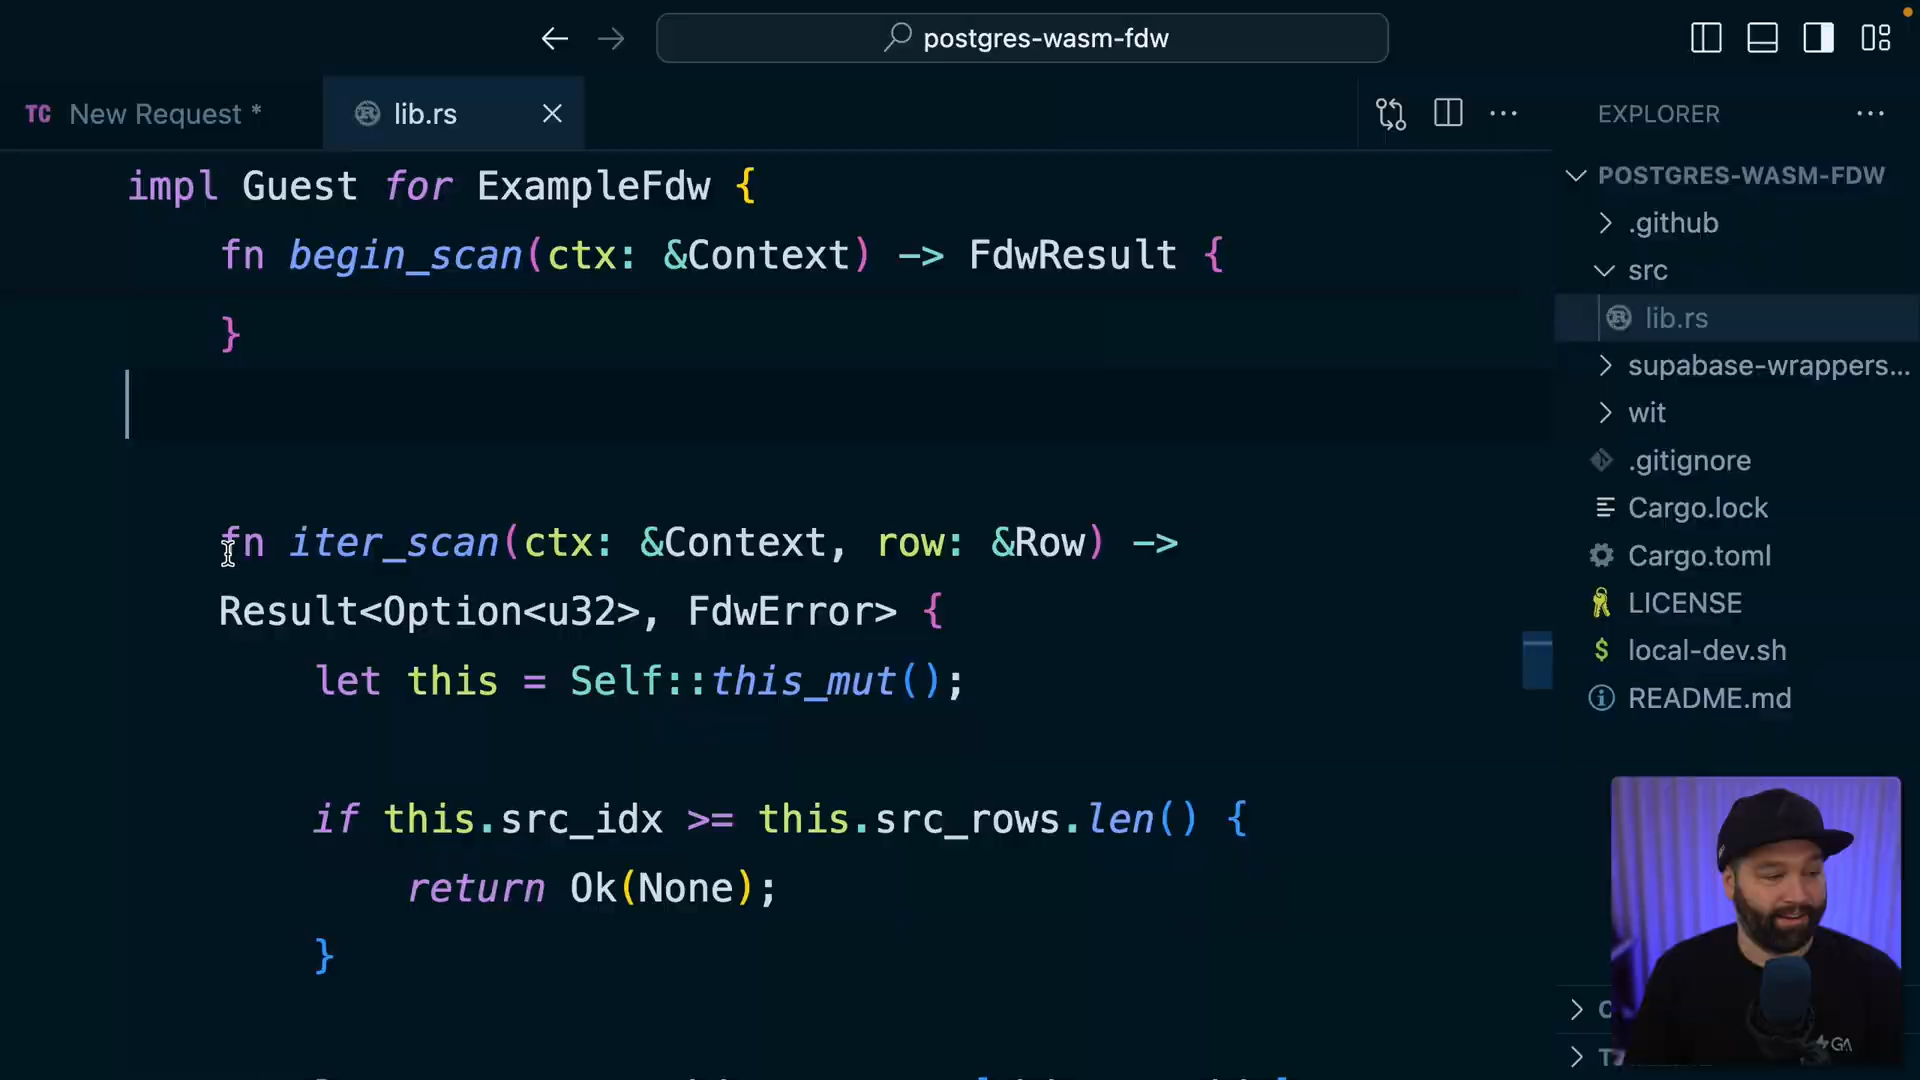 postgres-wasm-fdw
TC New Request *
lib.rs
EXPLORER
POSTGRES-WASM-FDW
.github
src
lib.rs
supabase-wrappers...
wit
.gitignore
Cargo.lock
Cargo.toml
LICENSE
$ local-dev.sh
README.md
impl Guest for ExampleFdw {
fn begin_scan(ctx: &Context) -> FdwResult {
}
fn iter_scan(ctx: &Context, row: &Row) ->
Result<Option<u32>, FdwError> {
let this = Self::this_mut();
if this.src_idx >= this.src_rows.len() {
return Ok(None);
}
GA